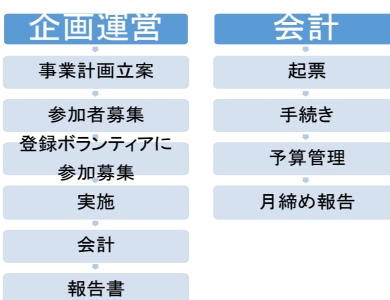 企画運営
事業計画立案
参加者募集
登録ボランティアに
参加募集
実施
会計
報告書
会計
起票
手続き
予算管理
月締め報告